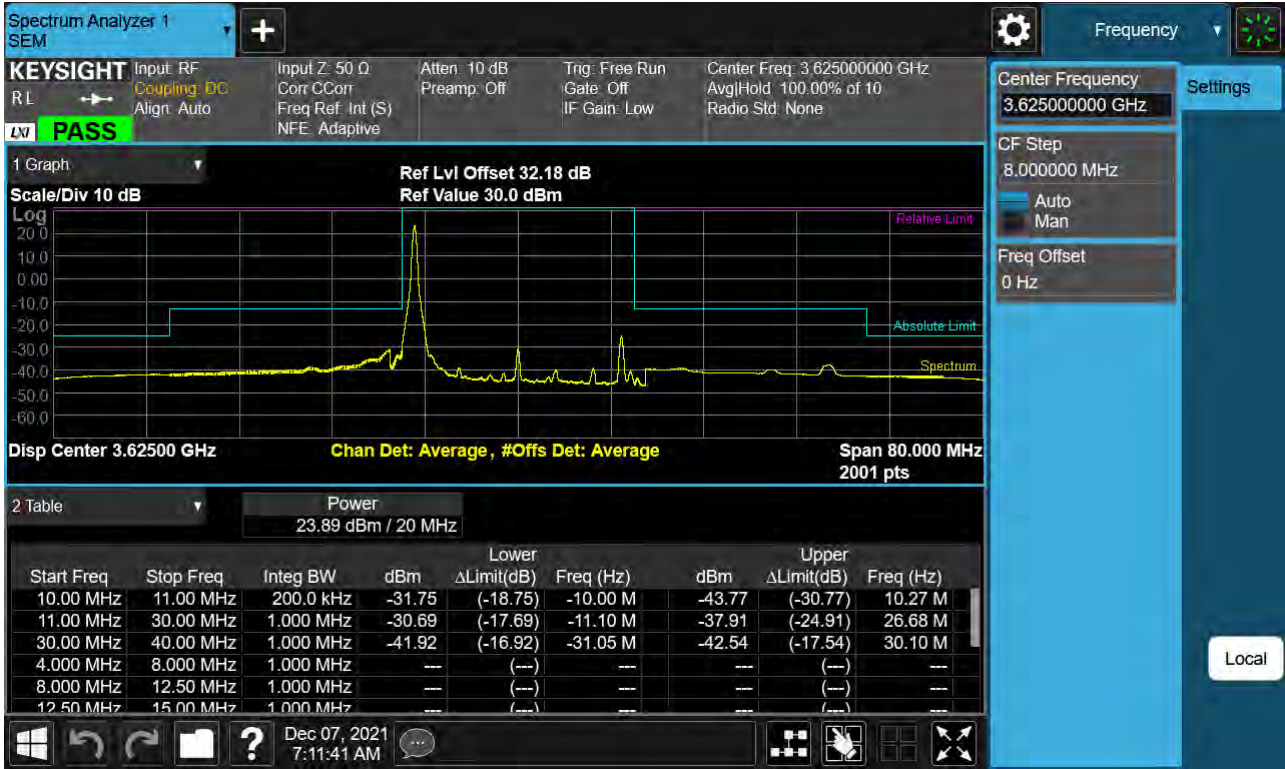 Spectrum Analyzer 1
SEM
Frequency
KEYSIGHT
R L
LXI
PASS
Input: RF
Coupling: DC
Align: Auto
Input Z: 50 Ω
Corr CCorr
Freq Ref: Int (S)
NFE: Adaptive
Atten: 10 dB
Preamp: Off
Trig: Free Run
Gate: Off
IF Gain: Low
Center Freq: 3.625000000 GHz
Avg|Hold: 100.00% of 10
Radio Std: None
Center Frequency
3.625000000 GHz
Settings
CF Step
8.000000 MHz
Auto
Man
Freq Offset
0 Hz
Local
1 Graph
Scale/Div 10 dB
Ref Lvl Offset 32.18 dB
Ref Value 30.0 dBm
Log
20.0
10.0
0.00
-10.0
-20.0
-30.0
-40.0
-50.0
-60.0
Relative Limit
Absolute Limit
Spectrum
Disp Center 3.62500 GHz
Chan Det: Average, #Offs Det: Average
Span 80.000 MHz
2001 pts
2 Table
Power
23.89 dBm / 20 MHz
Lower Upper
Start Freq Stop Freq Integ BW dBm ΔLimit(dB) Freq (Hz) dBm ΔLimit(dB) Freq (Hz)
10.00 MHz 11.00 MHz 200.0 kHz -31.75 (-18.75) -10.00 M -43.77 (-30.77) 10.27 M
11.00 MHz 30.00 MHz 1.000 MHz -30.69 (-17.69) -11.10 M -37.91 (-24.91) 26.68 M
30.00 MHz 40.00 MHz 1.000 MHz -41.92 (-16.92) -31.05 M -42.54 (-17.54) 30.10 M
4.000 MHz 8.000 MHz 1.000 MHz --- (---) --- --- (---) ---
8.000 MHz 12.50 MHz 1.000 MHz --- (---) --- --- (---) ---
12.50 MHz 15.00 MHz 1.000 MHz --- (---) --- --- (---) ---
Dec 07, 2021
7:11:41 AM